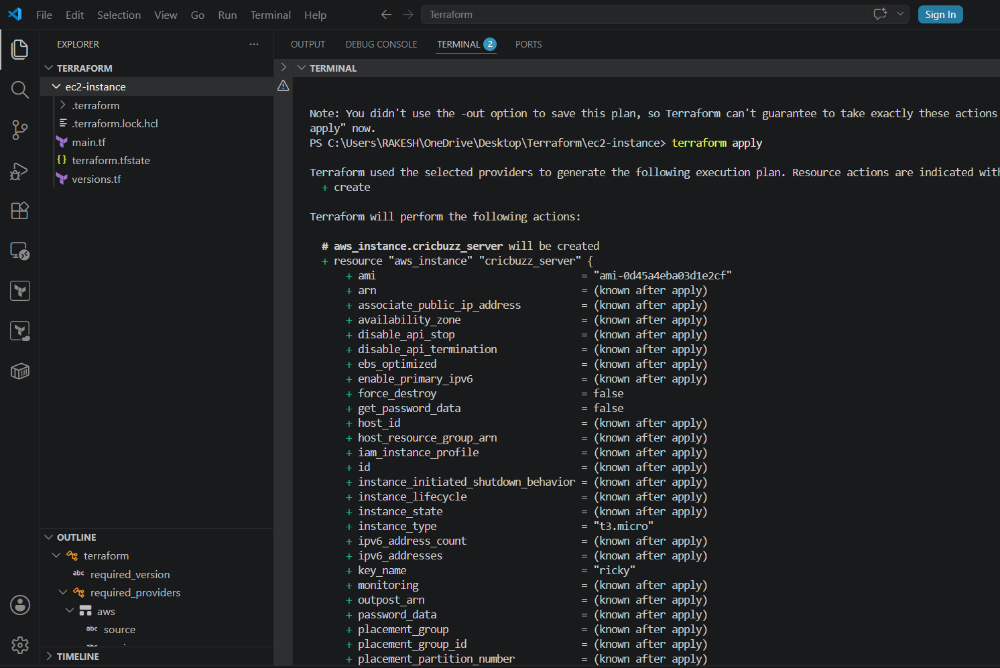 File Edit Selection View Go Run Terminal Help
Terraform
Sign In
EXPLORER
TERRAFORM
ec2-instance
.terraform
.terraform.lock.hcl
main.tf
terraform.tfstate
versions.tf
OUTLINE
terraform
abc required_version
required_providers
aws
abc source
TIMELINE
OUTPUT DEBUG CONSOLE TERMINAL 2 PORTS
TERMINAL
Note: You didn't use the -out option to save this plan, so Terraform can't guarantee to take exactly these actions
apply" now.
PS C:\Users\RAKESH\OneDrive\Desktop\Terraform\ec2-instance> terraform apply
Terraform used the selected providers to generate the following execution plan. Resource actions are indicated with
+ create
Terraform will perform the following actions:
# aws_instance.cricbuzz_server will be created
+ resource "aws_instance" "cricbuzz_server" {
+ ami = "ami-0d45a4eba03d1e2cf"
+ arn = (known after apply)
+ associate_public_ip_address = (known after apply)
+ availability_zone = (known after apply)
+ disable_api_stop = (known after apply)
+ disable_api_termination = (known after apply)
+ ebs_optimized = (known after apply)
+ enable_primary_ipv6 = (known after apply)
+ force_destroy = false
+ get_password_data = false
+ host_id = (known after apply)
+ host_resource_group_arn = (known after apply)
+ iam_instance_profile = (known after apply)
+ id = (known after apply)
+ instance_initiated_shutdown_behavior = (known after apply)
+ instance_lifecycle = (known after apply)
+ instance_state = (known after apply)
+ instance_type = "t3.micro"
+ ipv6_address_count = (known after apply)
+ ipv6_addresses = (known after apply)
+ key_name = "ricky"
+ monitoring = (known after apply)
+ outpost_arn = (known after apply)
+ password_data = (known after apply)
+ placement_group = (known after apply)
+ placement_group_id = (known after apply)
+ placement_partition_number = (known after apply)